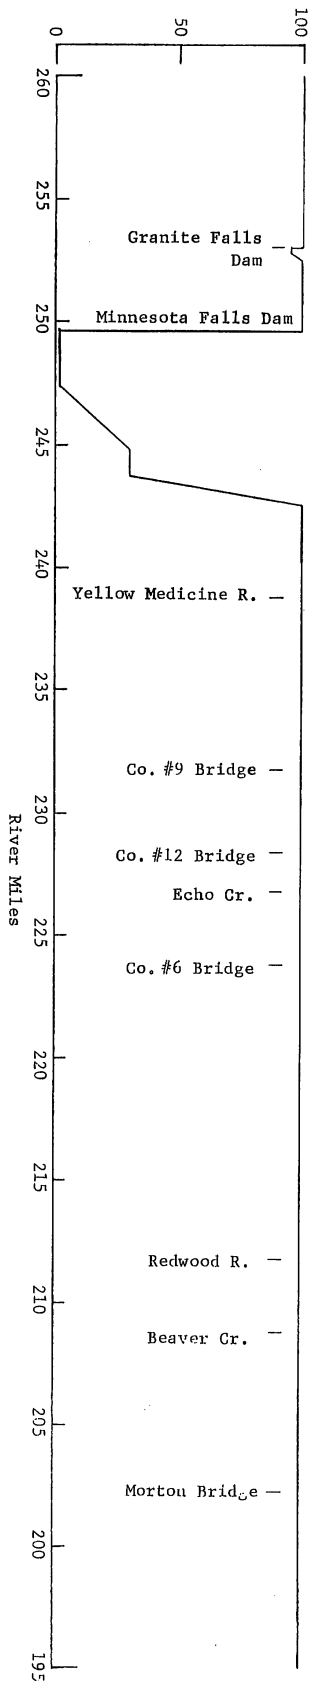 0
50
100
260
255
Granite Falls
Dam
250
Minnesota Falls Dam
245
240
Yellow Medicine R.
235
Co. #9 Bridge
230
River Miles
Co. #12 Bridge
Echo Cr.
225
Co. #6 Bridge
220
215
Redwood R.
210
Beaver Cr.
205
Morton Bridge
200
195